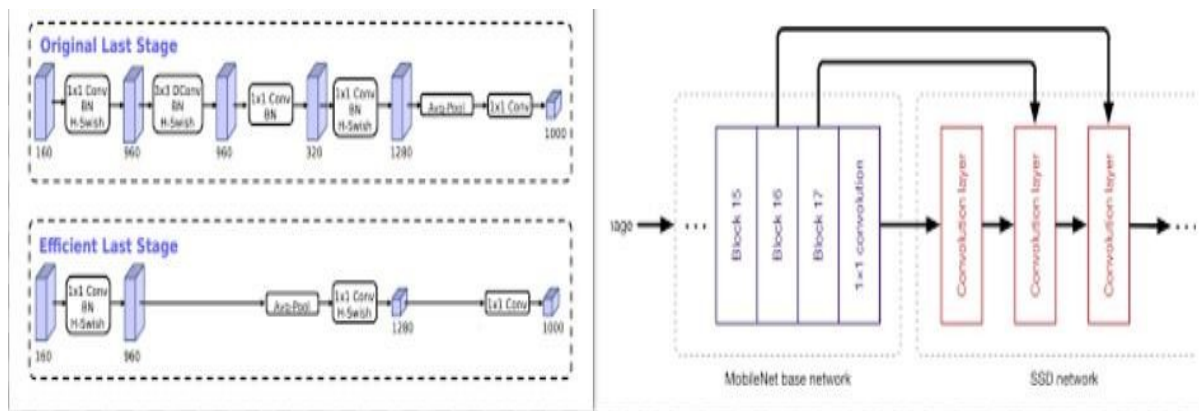 Original Last Stage
1x1 Conv
BN
H-Swish
3x3 DConv
BN
H-Swish
1x1 Conv
BN
1x1 Conv
BN
H-Swish
Avg-Pool
1x1 Conv
160
960
960
320
1280
1000
Efficient Last Stage
1x1 Conv
BN
H-Swish
Avg-Pool
1x1 Conv
H-Swish
1x1 Conv
160
960
1280
1000
nage
...
Block 15
Block 16
Block 17
1x1 convolution
Convolution layer
Convolution layer
Convolution layer
...
MobileNet base network
SSD network